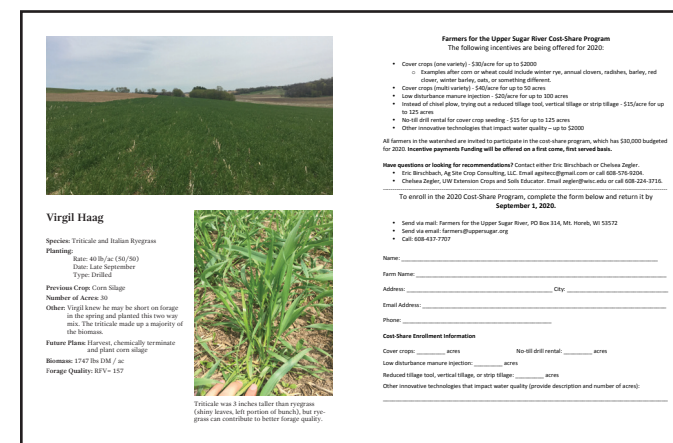 Virgil Haag
Species: Triticale and Italian Ryegrass
Planting:
Rate: 40 lb/ac (50/50)
Date: Late September
Type: Drilled
Previous Crop: Corn Silage
Number of Acres: 30
Other: Virgil knew he may be short on forage
in the spring and planted this two way
mix. The triticale made up a majority of
the biomass.
Future Plans: Harvest, chemically terminate
and plant corn silage
Biomass: 1747 lbs DM / ac
Forage Quality: RFV= 157
Triticale was 3 inches taller than ryegrass
(shiny leaves, left portion of bunch), but rye-
grass can contribute to better forage quality.
Farmers for the Upper Sugar River Cost-Share Program
The following incentives are being offered for 2020:
• Cover crops (one variety) - $30/acre for up to $2000
o Examples after corn or wheat could include winter rye, annual clovers, radishes, barley, red
clover, winter barley, oats, or something different.
• Cover crops (multi-variety) - $40/acre for up to 50 acres
• Low disturbance manure injection - $20/acre for up to 100 acres
• Instead of chisel plow, trying out a reduced tillage tool, vertical tillage or strip tillage - $15/acre for up
to 125 acres
• No-till drill rental for cover crop seeding - $15 for up to 125 acres
• Other innovative technologies that impact water quality – up to $2000
All farmers in the watershed are invited to participate in the cost-share program, which has $30,000 budgeted
for 2020. Incentive payments Funding will be offered on a first come, first served basis.
Have questions or looking for recommendations? Contact either Eric Birschbach or Chelsea Zegler.
• Eric Birschbach, Ag Site Crop Consulting, LLC. Email agsitecc@gmail.com or call 608-576-9204.
• Chelsea Zegler, UW Extension Crops and Soils Educator. Email zegler@wisc.edu or call 608-224-3716.
To enroll in the 2020 Cost-Share Program, complete the form below and return it by
September 1, 2020.
• Send via mail: Farmers for the Upper Sugar River, PO Box 314, Mt. Horeb, WI 53572
• Send via email: farmers@uppersugar.org
• Call: 608-437-7707
Name:
Farm Name:
Address: City:
Email Address:
Phone:
Cost-Share Enrollment Information
Cover crops: acres No-till drill rental: acres
Low disturbance manure injection: acres
Reduced tillage tool, vertical tillage, or strip tillage: acres
Other innovative technologies that impact water quality (provide description and number of acres):